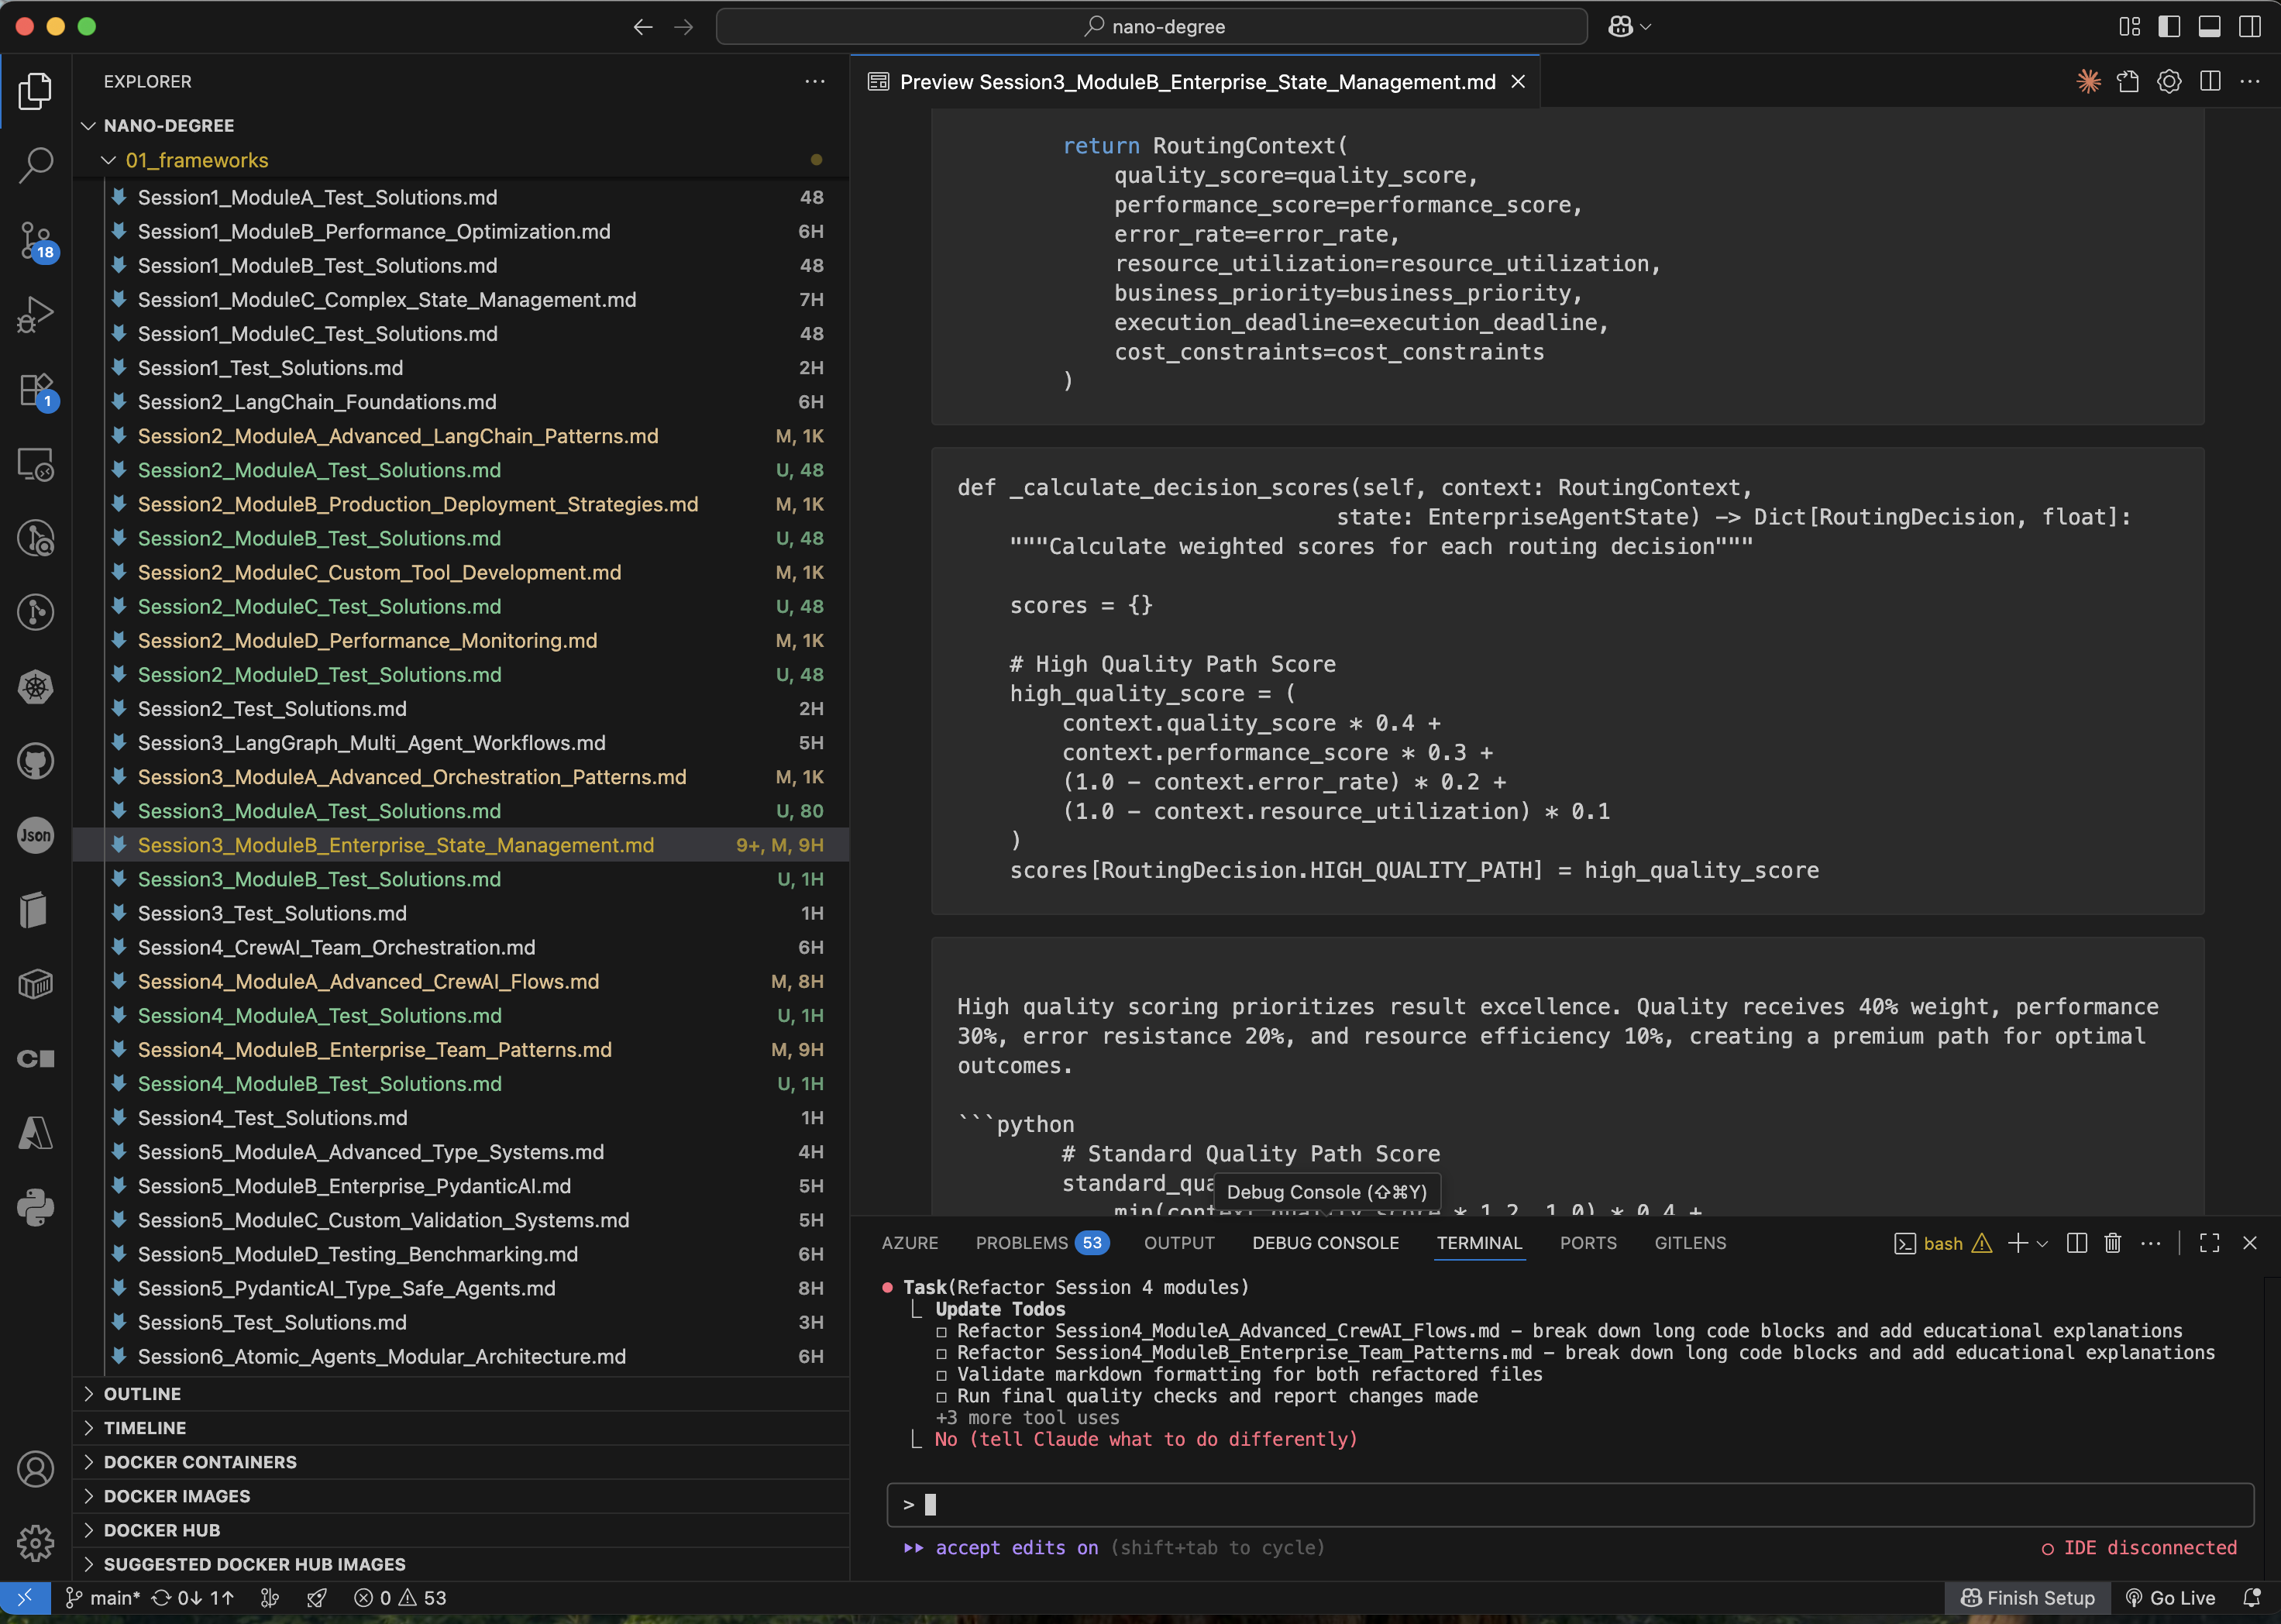 nano-degree
EXPLORER
NANO-DEGREE
01_frameworks
Session1_ModuleA_Test_Solutions.md 48
Session1_ModuleB_Performance_Optimization.md 6H
Session1_ModuleB_Test_Solutions.md 48
Session1_ModuleC_Complex_State_Management.md 7H
Session1_ModuleC_Test_Solutions.md 48
Session1_Test_Solutions.md 2H
Session2_LangChain_Foundations.md 6H
Session2_ModuleA_Advanced_LangChain_Patterns.md M, 1K
Session2_ModuleA_Test_Solutions.md U, 48
Session2_ModuleB_Production_Deployment_Strategies.md M, 1K
Session2_ModuleB_Test_Solutions.md U, 48
Session2_ModuleC_Custom_Tool_Development.md M, 1K
Session2_ModuleC_Test_Solutions.md U, 48
Session2_ModuleD_Performance_Monitoring.md M, 1K
Session2_ModuleD_Test_Solutions.md U, 48
Session2_Test_Solutions.md 2H
Session3_LangGraph_Multi_Agent_Workflows.md 5H
Session3_ModuleA_Advanced_Orchestration_Patterns.md M, 1K
Session3_ModuleA_Test_Solutions.md U, 80
Session3_ModuleB_Enterprise_State_Management.md 9+, M, 9H
Session3_ModuleB_Test_Solutions.md U, 1H
Session3_Test_Solutions.md 1H
Session4_CrewAI_Team_Orchestration.md 6H
Session4_ModuleA_Advanced_CrewAI_Flows.md M, 8H
Session4_ModuleA_Test_Solutions.md U, 1H
Session4_ModuleB_Enterprise_Team_Patterns.md M, 9H
Session4_ModuleB_Test_Solutions.md U, 1H
Session4_Test_Solutions.md 1H
Session5_ModuleA_Advanced_Type_Systems.md 4H
Session5_ModuleB_Enterprise_PydanticAI.md 5H
Session5_ModuleC_Custom_Validation_Systems.md 5H
Session5_ModuleD_Testing_Benchmarking.md 6H
Session5_PydanticAI_Type_Safe_Agents.md 8H
Session5_Test_Solutions.md 3H
Session6_Atomic_Agents_Modular_Architecture.md 6H
OUTLINE
TIMELINE
DOCKER CONTAINERS
DOCKER IMAGES
DOCKER HUB
SUGGESTED DOCKER HUB IMAGES
18
1
Json
Preview Session3_ModuleB_Enterprise_State_Management.md
return RoutingContext(
quality_score=quality_score,
performance_score=performance_score,
error_rate=error_rate,
resource_utilization=resource_utilization,
business_priority=business_priority,
execution_deadline=execution_deadline,
cost_constraints=cost_constraints
)
def _calculate_decision_scores(self, context: RoutingContext,
state: EnterpriseAgentState) -> Dict[RoutingDecision, float]:
"""Calculate weighted scores for each routing decision"""
scores = {}
# High Quality Path Score
high_quality_score = (
context.quality_score * 0.4 +
context.performance_score * 0.3 +
(1.0 - context.error_rate) * 0.2 +
(1.0 - context.resource_utilization) * 0.1
)
scores[RoutingDecision.HIGH_QUALITY_PATH] = high_quality_score
High quality scoring prioritizes result excellence. Quality receives 40% weight, performance
30%, error resistance 20%, and resource efficiency 10%, creating a premium path for optimal
outcomes.
```python
# Standard Quality Path Score
standard_qua
Debug Console (⇧⌘Y)
min(context.quality_score * 1.2, 1.0) * 0.4 +
AZURE PROBLEMS 53 OUTPUT DEBUG CONSOLE TERMINAL PORTS GITLENS bash
Task(Refactor Session 4 modules)
Update Todos
☐ Refactor Session4_ModuleA_Advanced_CrewAI_Flows.md – break down long code blocks and add educational explanations
☐ Refactor Session4_ModuleB_Enterprise_Team_Patterns.md – break down long code blocks and add educational explanations
☐ Validate markdown formatting for both refactored files
☐ Run final quality checks and report changes made
+3 more tool uses
No (tell Claude what to do differently)
>
accept edits on (shift+tab to cycle) IDE disconnected
main* 0↓ 1↑ 0 53 Finish Setup Go Live